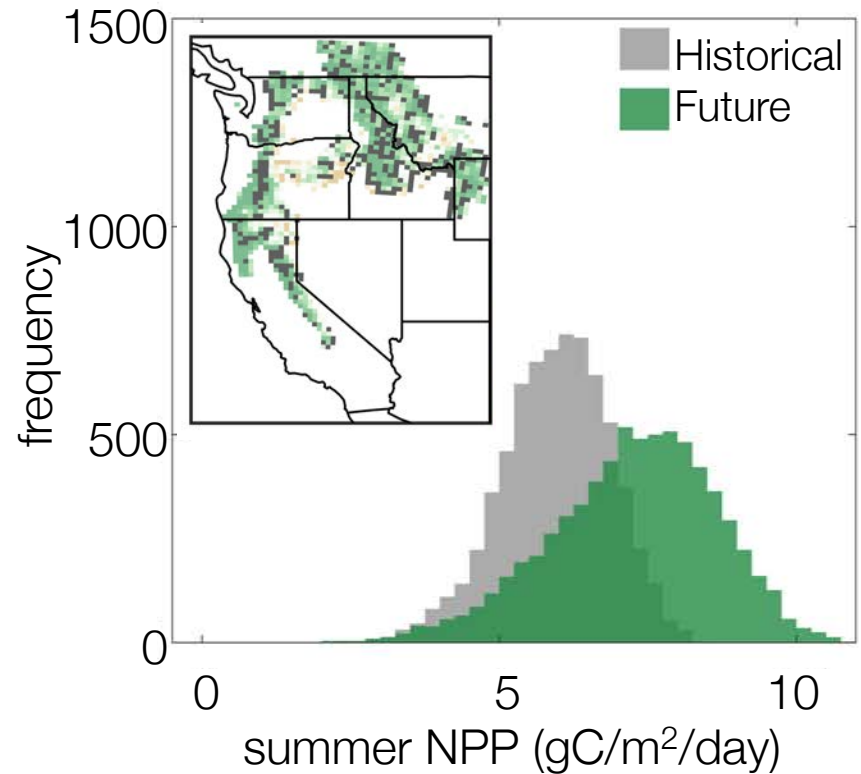 1500
1000
500
0
frequency
Historical
Future
0 5 10
summer NPP (gC/m²/day)